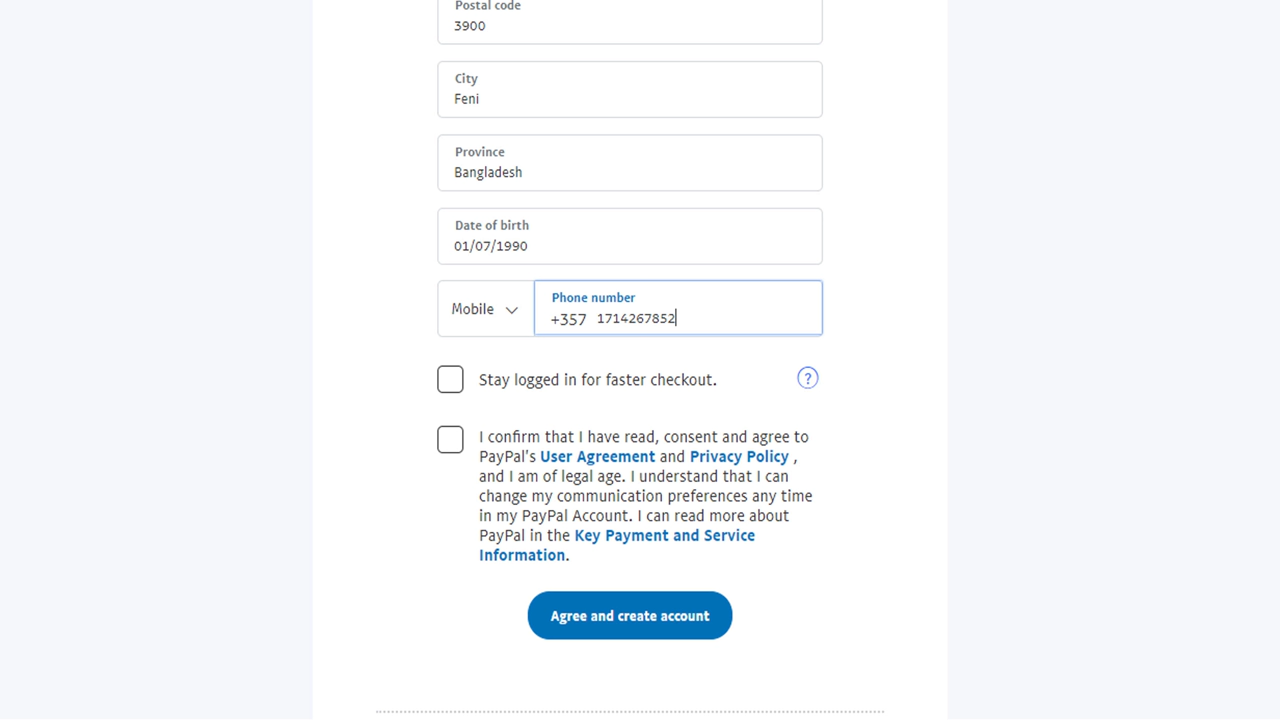 Postal code
3900
City
Feni
Province
Bangladesh
Date of birth
01/07/1990
Mobile
Phone number
+357 1714267852
Stay logged in for faster checkout.
?
I confirm that I have read, consent and agree to
PayPal's User Agreement and Privacy Policy ,
and I am of legal age. I understand that I can
change my communication preferences any time
in my PayPal Account. I can read more about
PayPal in the Key Payment and Service
Information.
Agree and create account